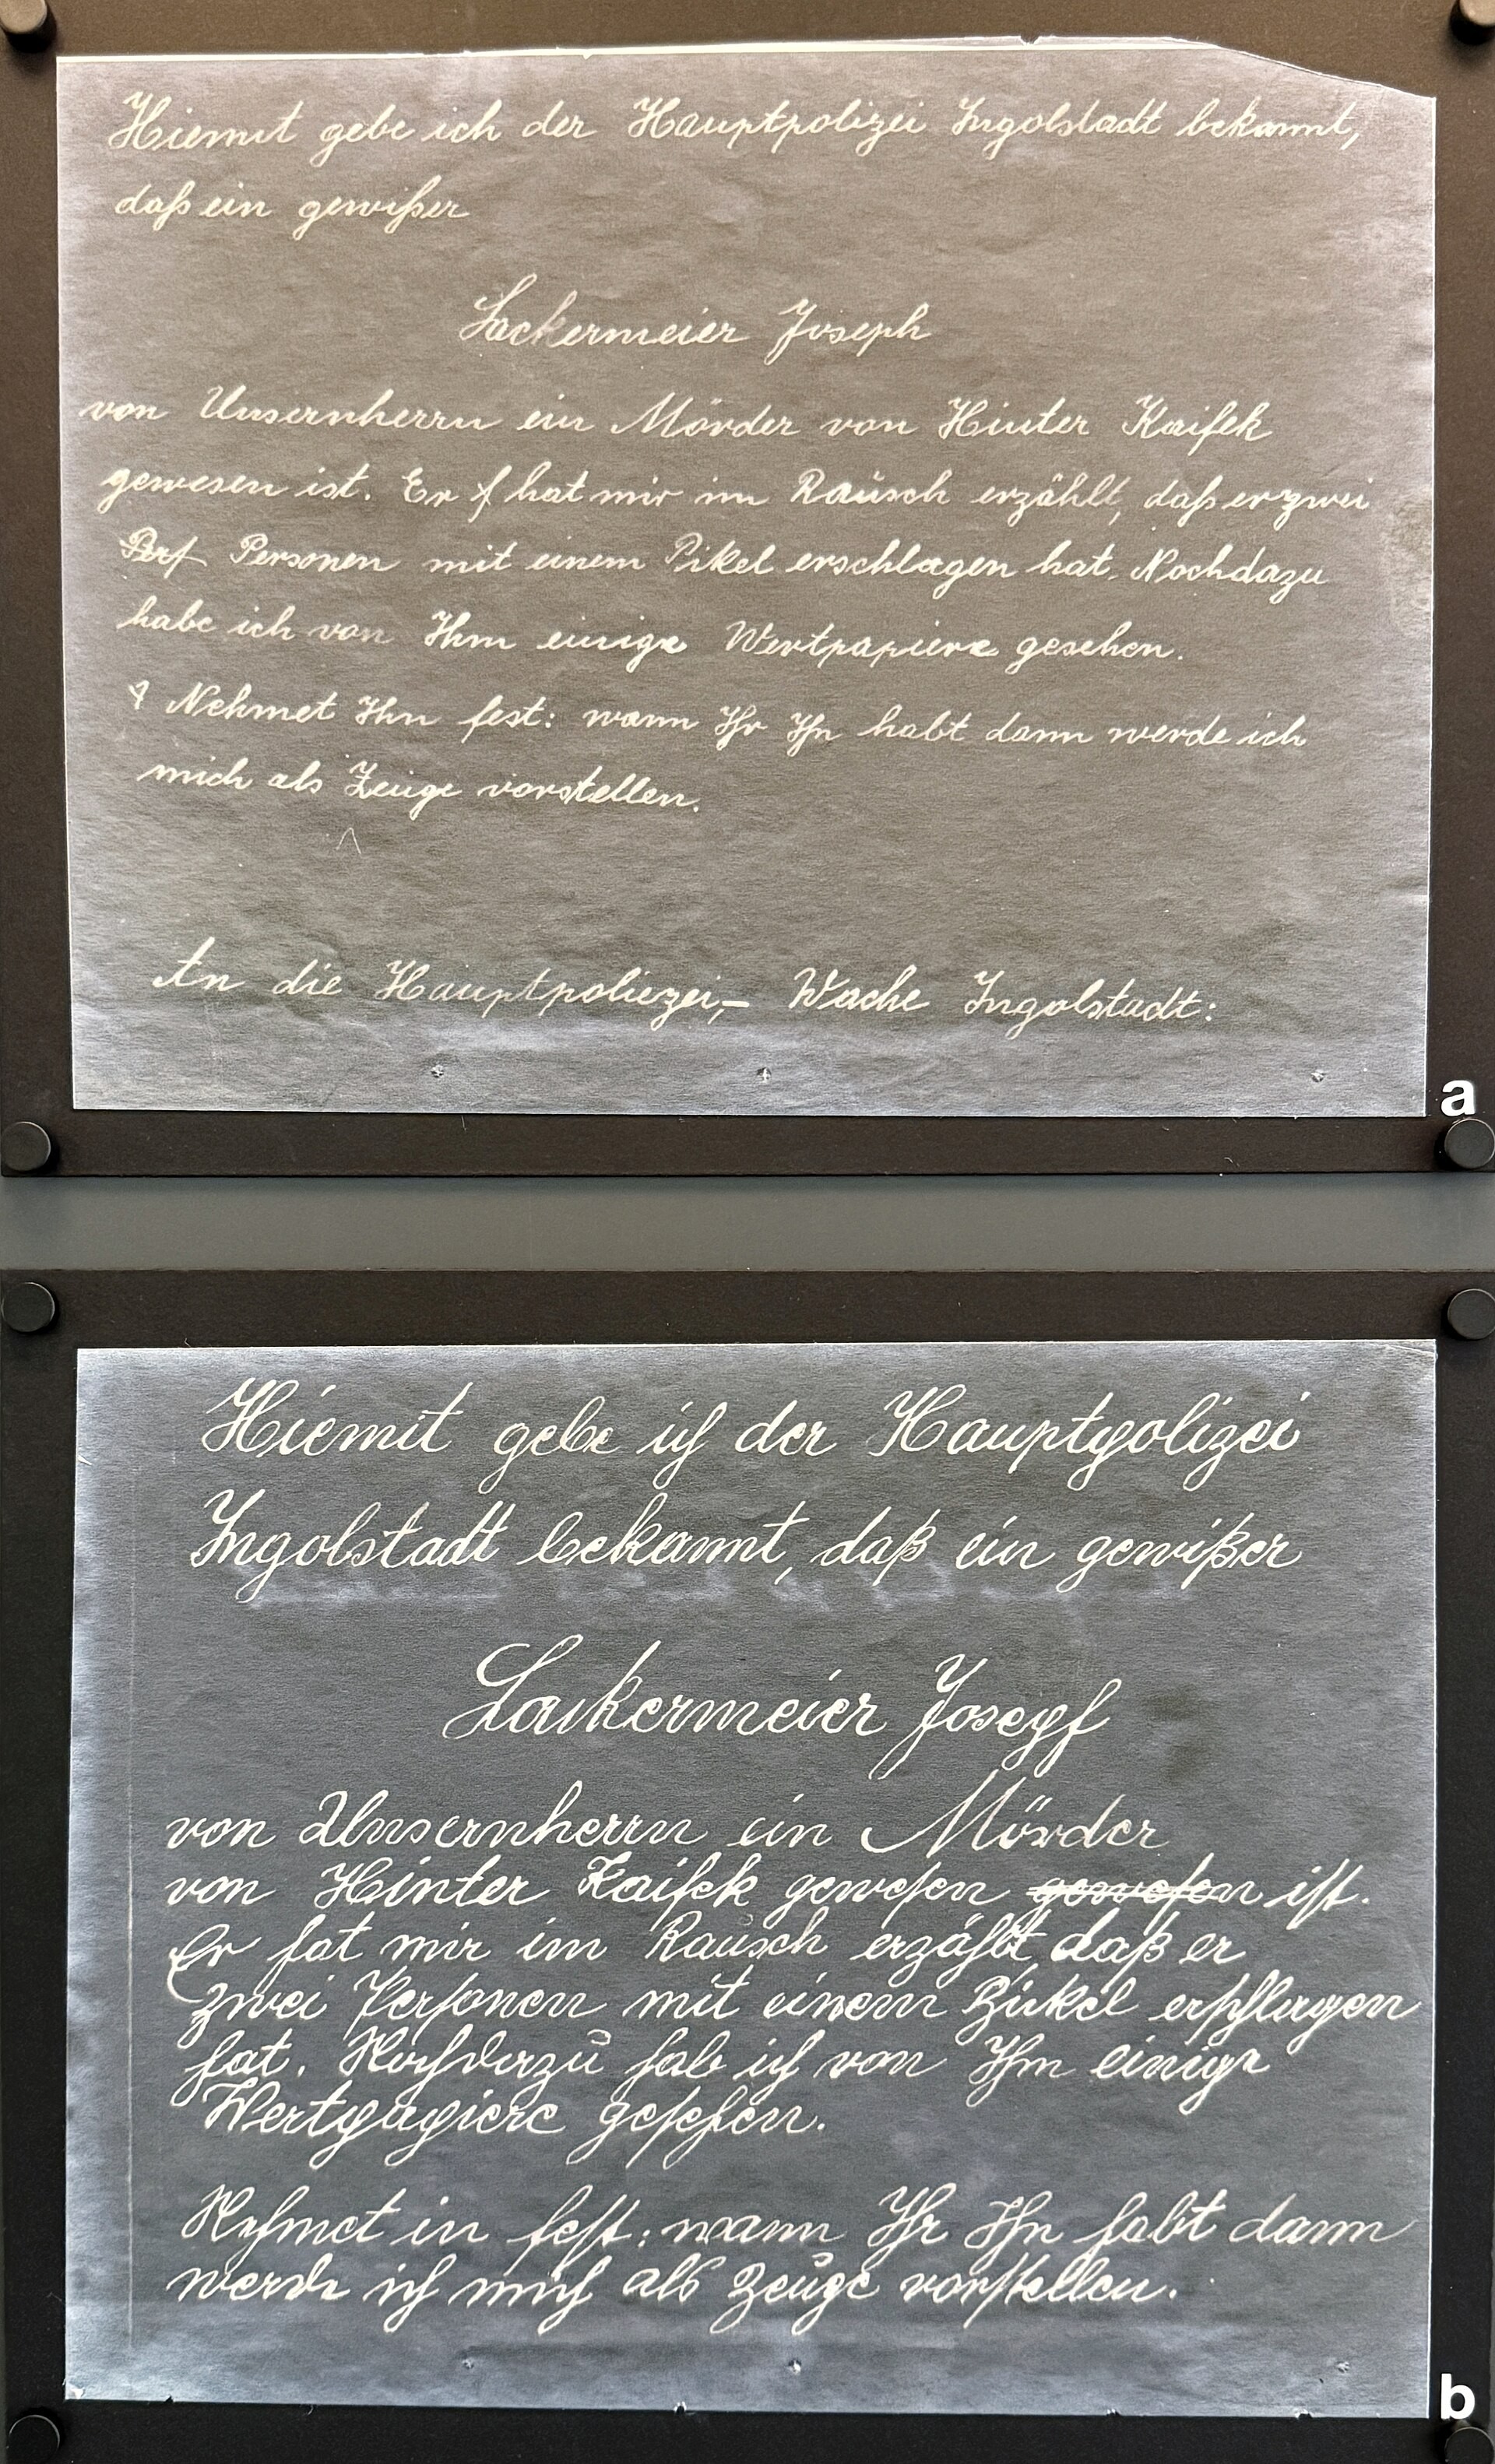 Hiemit gebe ich der Hauptpolizei Ingolstadt bekannt,
daß ein gewißer
Lackermeier Joseph
von Unsernherrn ein Mörder von Hinter Kaifek
gewesen ist. Er hat mir im Rausch erzählt, daß er zwei
Perf Personen mit einem Pikel erschlagen hat. Nochdazu
habe ich von Ihm einige Wertpapiere gesehen.
Nehmet Ihn fest: wann Ihr Ihn habt dann werde ich
mich als Zeuge vorstellen.
An die Hauptpoliezei,- Wache Ingolstadt:
a
Hiemit gebe ich der Hauptpolizei
Ingolstadt bekannt, daß ein gewißer
Lackermeier Josepf
von Unsernherrn ein Mörder
von Hinter Kaifek gewesen gewesen ist.
Er hat mir im Rausch erzählt, daß er
zwei Personen mit einem erschlagen
hat. Nochdazu hab ich von Ihm einige
Wertpapiere gesehen.
Nehmet in fest: wann Ihr Ihn habt dann
werde ich mich als Zeuge vorstellen.
b